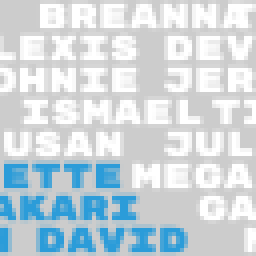 BREANNA
LEXIS DEV
OHNIE JER
ISMAEL TI
USAN JUL
ETTE MEGA
AKARI GA
DAVID